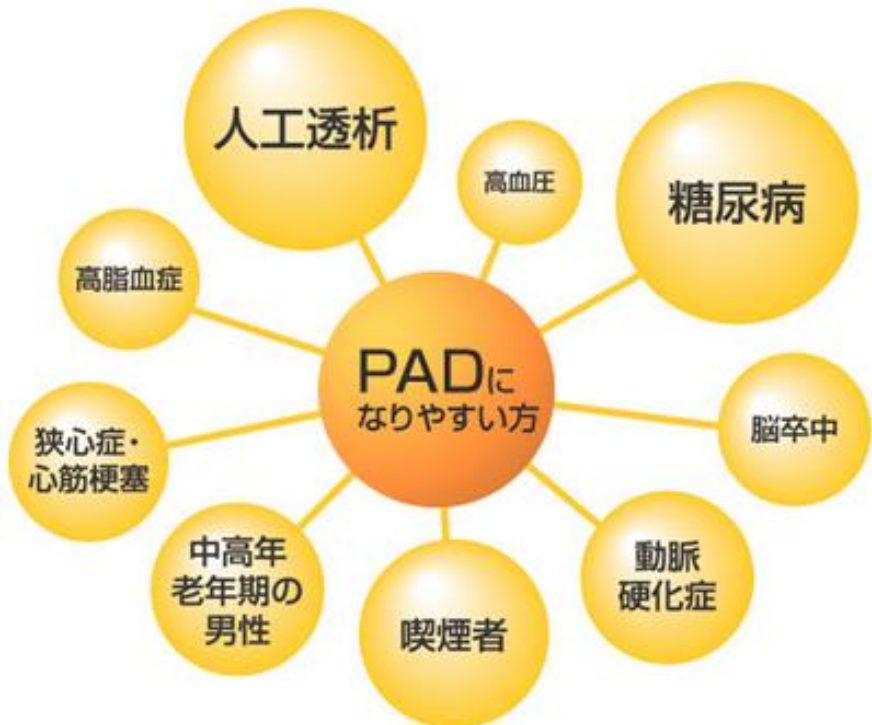 人工透析
高血圧
糖尿病
高脂血症
PADに
なりやすい方
脳卒中
狭心症・
心筋梗塞
中高年
老年期の
男性
喫煙者
動脈
硬化症